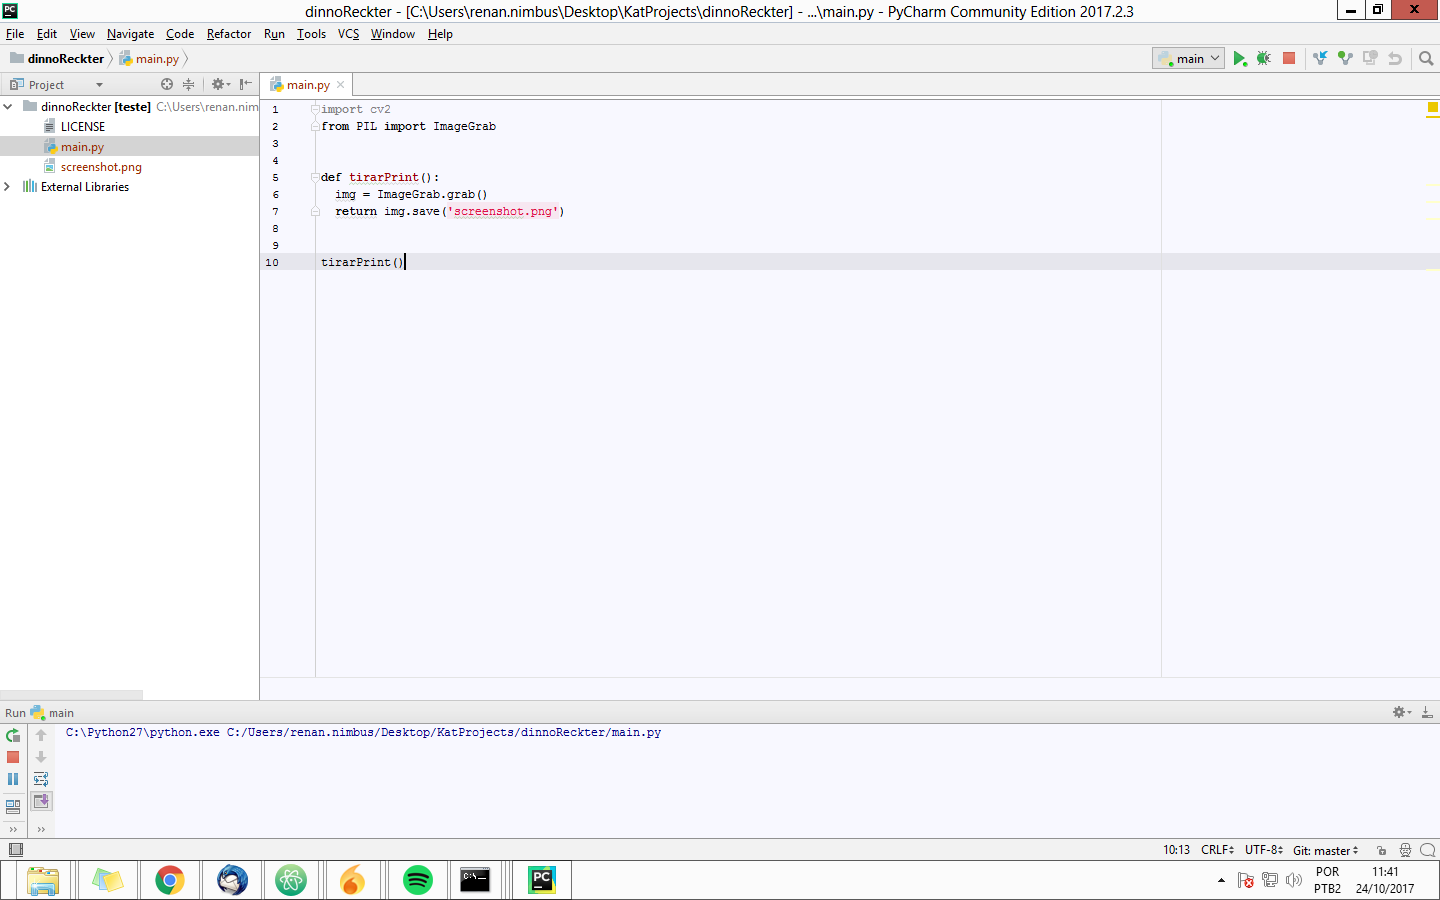 dinnoReckter - [C:\Users\renan.nimbus\Desktop\KatProjects\dinnoReckter] - ...\main.py - PyCharm Community Edition 2017.2.3
File Edit View Navigate Code Refactor Run Tools VCS Window Help
dinnoReckter main.py main
Project main.py
dinnoReckter [teste] C:\Users\renan.nim
LICENSE
main.py
screenshot.png
External Libraries
1 import cv2
2 from PIL import ImageGrab
3
4
5 def tirarPrint():
6 img = ImageGrab.grab()
7 return img.save('screenshot.png')
8
9
10 tirarPrint()
Run main
C:\Python27\python.exe C:/Users/renan.nimbus/Desktop/KatProjects/dinnoReckter/main.py
10:13 CRLF UTF-8 Git: master
POR 11:41
PTB2 24/10/2017